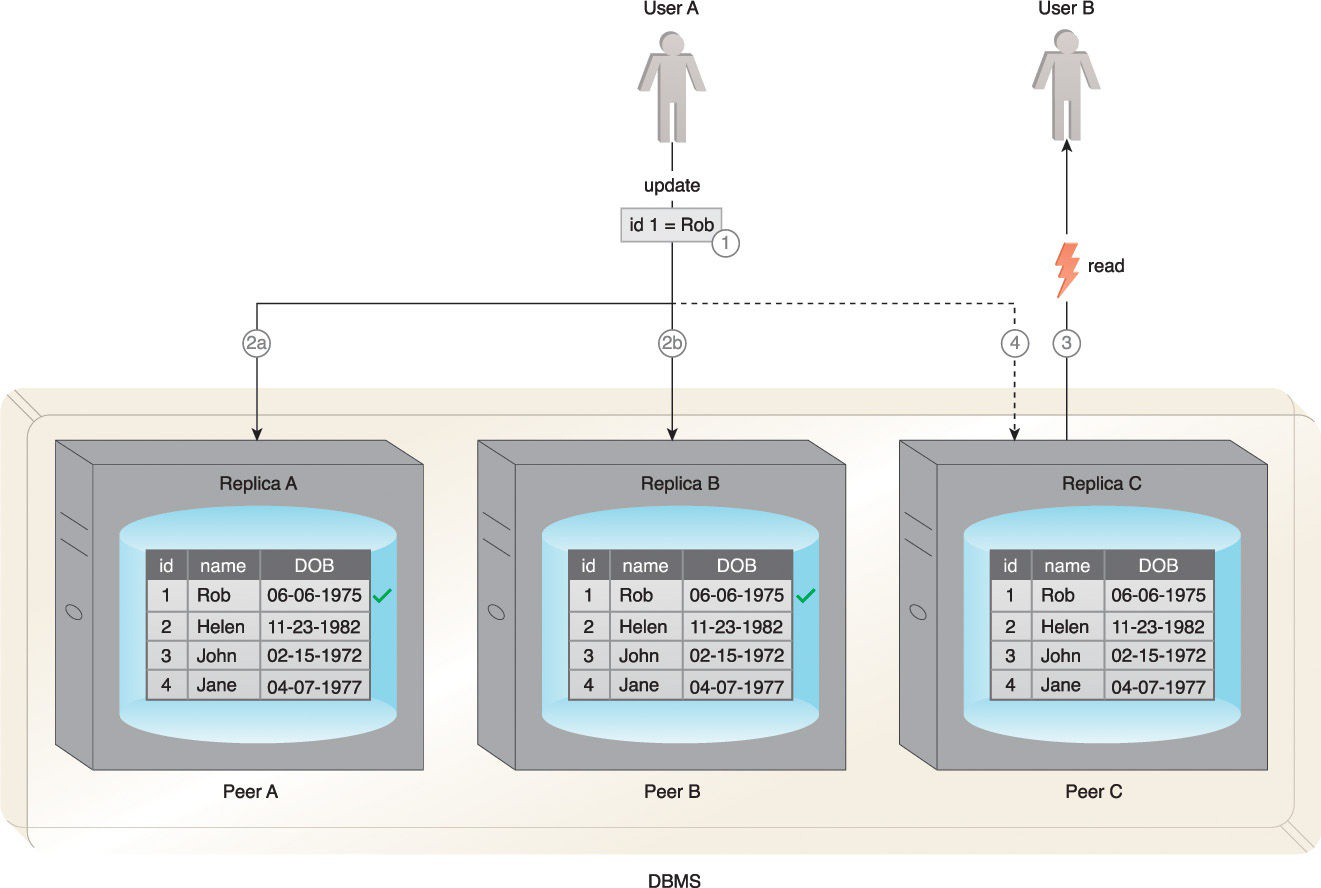 User A
User B
update
id 1 = Rob
1
read
2a
2b
4
3
Replica A
id name DOB
1 Rob 06-06-1975
2 Helen 11-23-1982
3 John 02-15-1972
4 Jane 04-07-1977
Peer A
Replica B
id name DOB
1 Rob 06-06-1975
2 Helen 11-23-1982
3 John 02-15-1972
4 Jane 04-07-1977
Peer B
Replica C
id name DOB
1 Rob 06-06-1975
2 Helen 11-23-1982
3 John 02-15-1972
4 Jane 04-07-1977
Peer C
DBMS